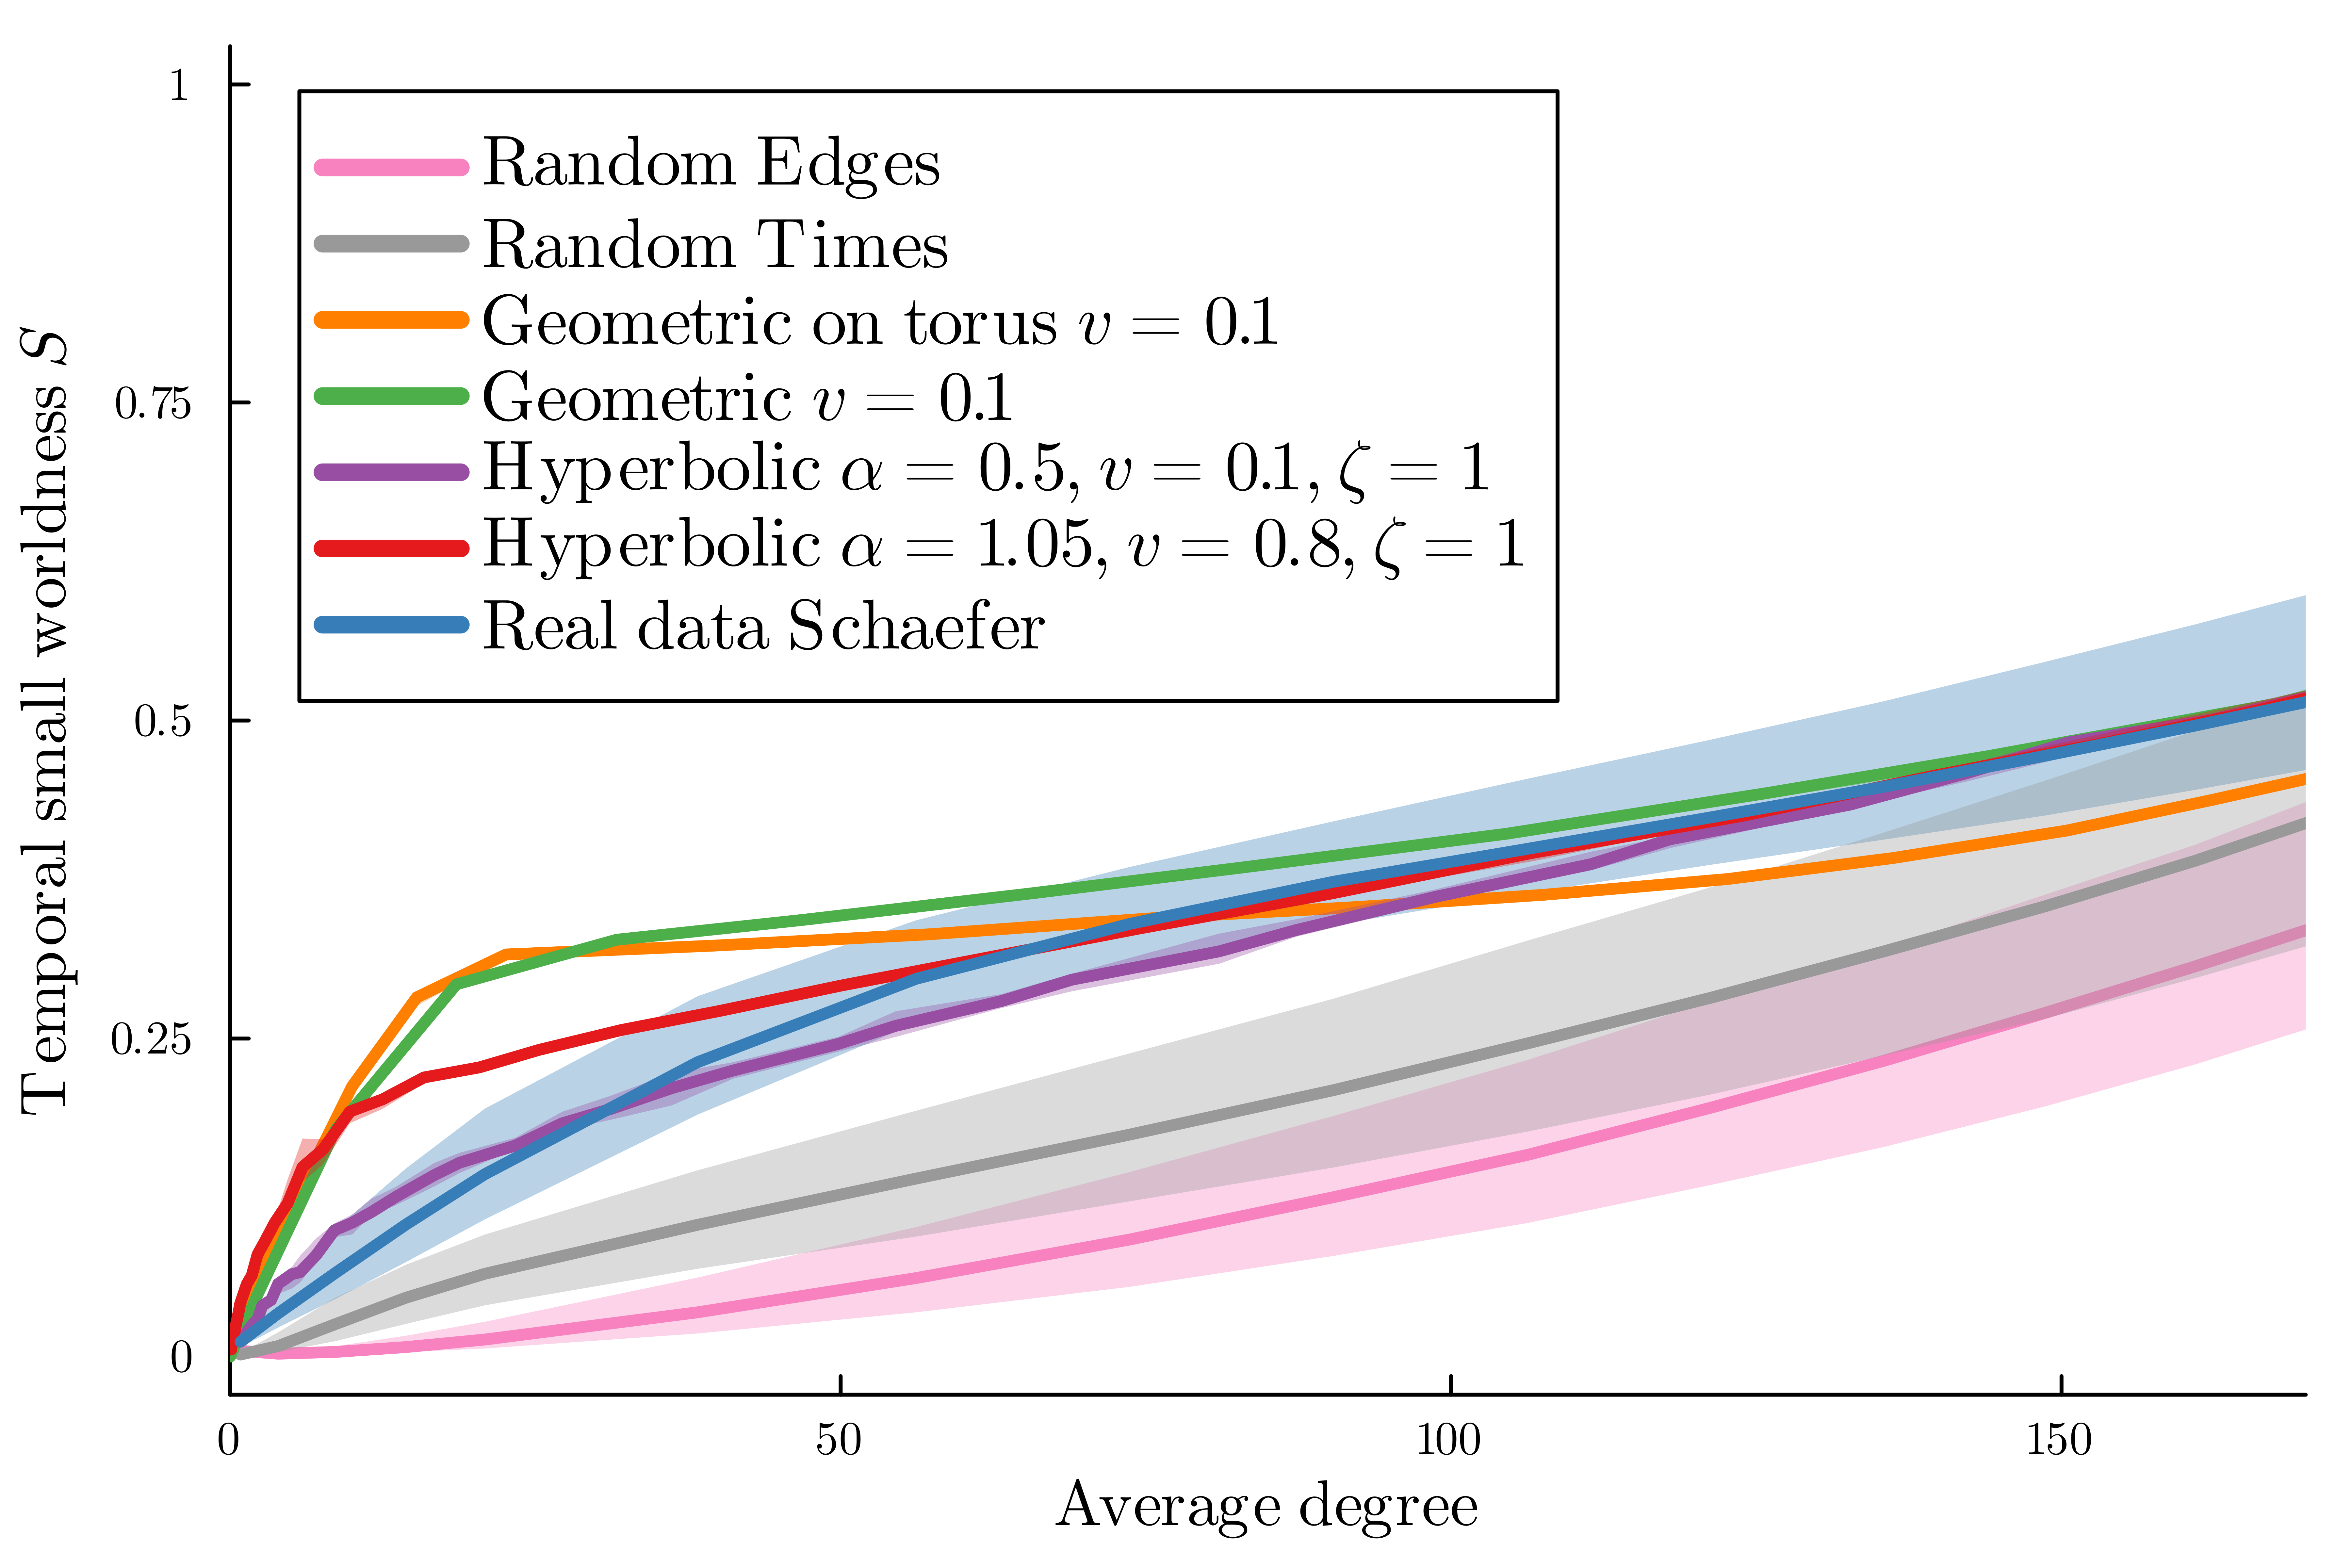 Temporal small worldness S
1
0.75
0.5
0.25
0
Random Edges
Random Times
Geometric on torus v = 0.1
Geometric v = 0.1
Hyperbolic α = 0.5, v = 0.1, ζ = 1
Hyperbolic α = 1.05, v = 0.8, ζ = 1
Real data Schaefer
0 50 100 150
Average degree